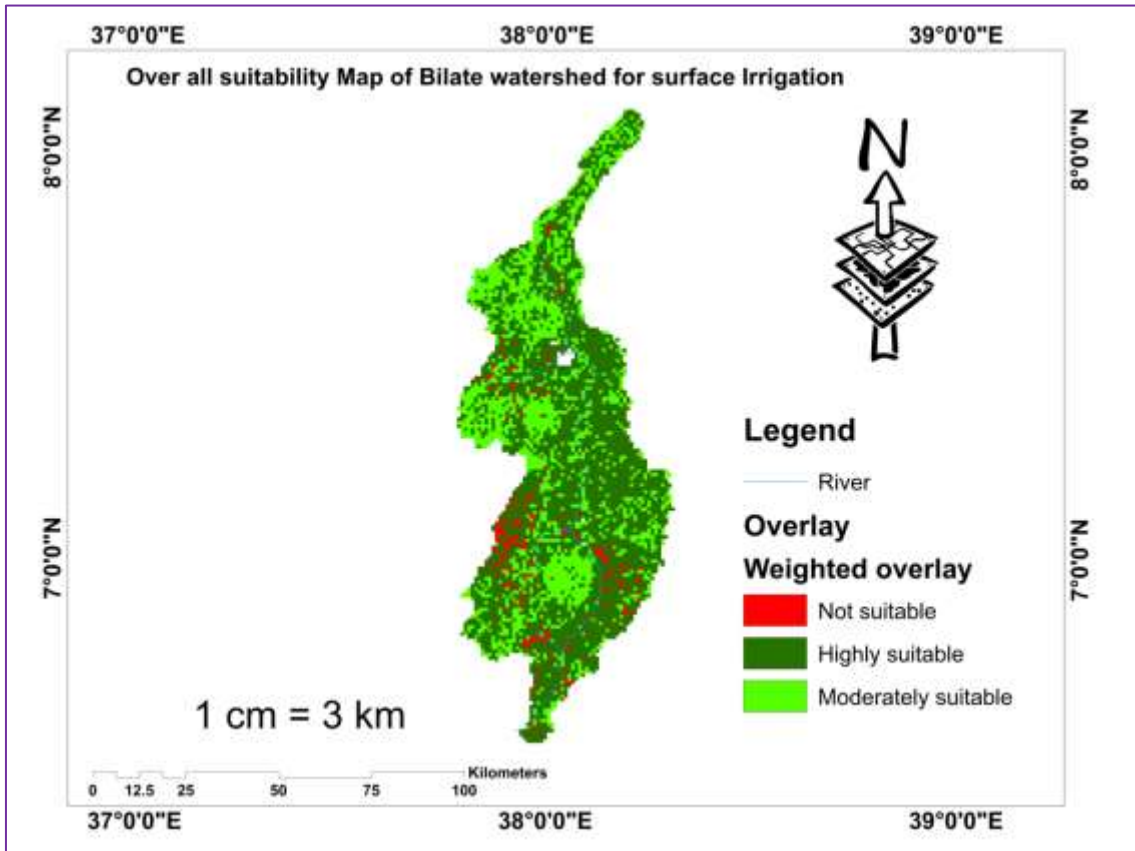 37°0'0"E 38°0'0"E 39°0'0"E
Over all suitability Map of Bilate watershed for surface Irrigation
8°0'0"N
8°0'0"N
N
Legend
River
Overlay
7°0'0"N
7°0'0"N
Weighted overlay
Not suitable
Highly suitable
Moderately suitable
1 cm = 3 km
Kilometers
0 12.5 25 50 75 100
37°0'0"E 38°0'0"E 39°0'0"E